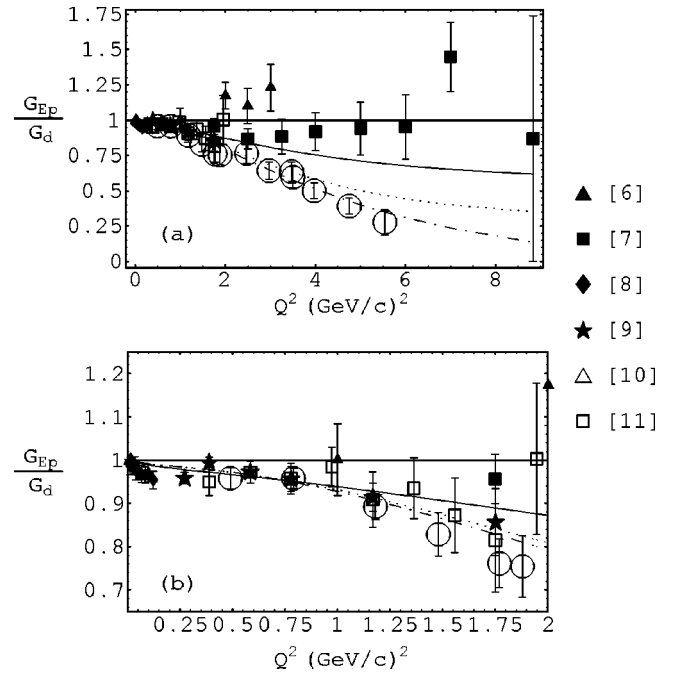 1.75
1.5
1.25
1
0.75
0.5
0.25
0
G_Ep
G_d
(a)
0 2 4 6 8
Q^2 (GeV/c)^2
▲ [6]
■ [7]
◆ [8]
★ [9]
△ [10]
□ [11]
1.2
1.1
1
0.9
0.8
0.7
G_Ep
G_d
(b)
0.25 0.5 0.75 1 1.25 1.5 1.75 2
Q^2 (GeV/c)^2